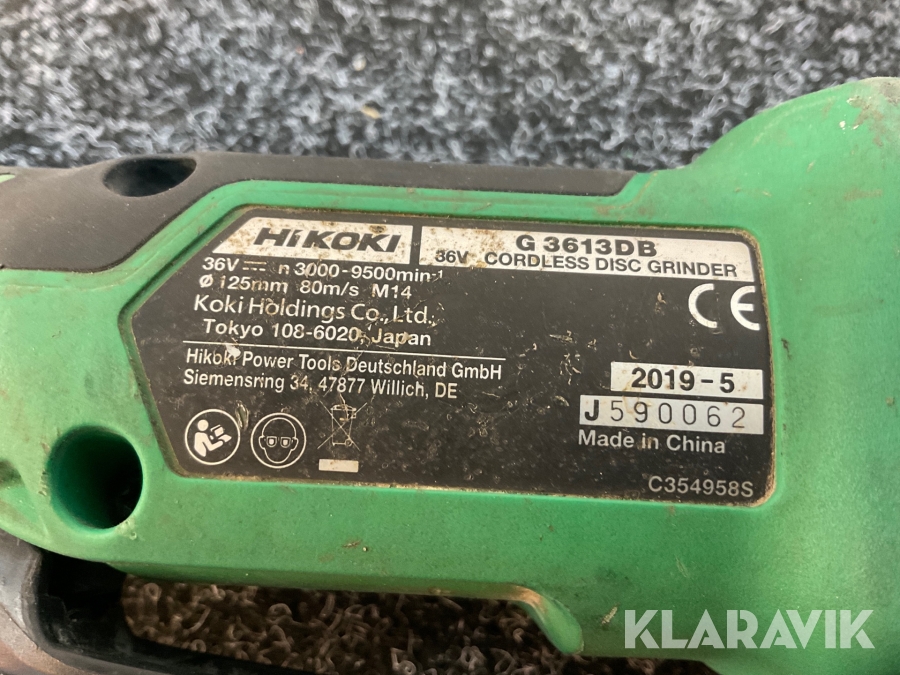 HiKOKI
G 3613DB
36V CORDLESS DISC GRINDER
36V n 3000-9500min-1
Ø 125mm 80m/s M14
Koki Holdings Co., Ltd.,
Tokyo 108-6020, Japan
Hikoki Power Tools Deutschland GmbH
Siemensring 34, 47877 Willich, DE
CE
2019-5
J590062
Made in China
C354958S
KLARAVIK